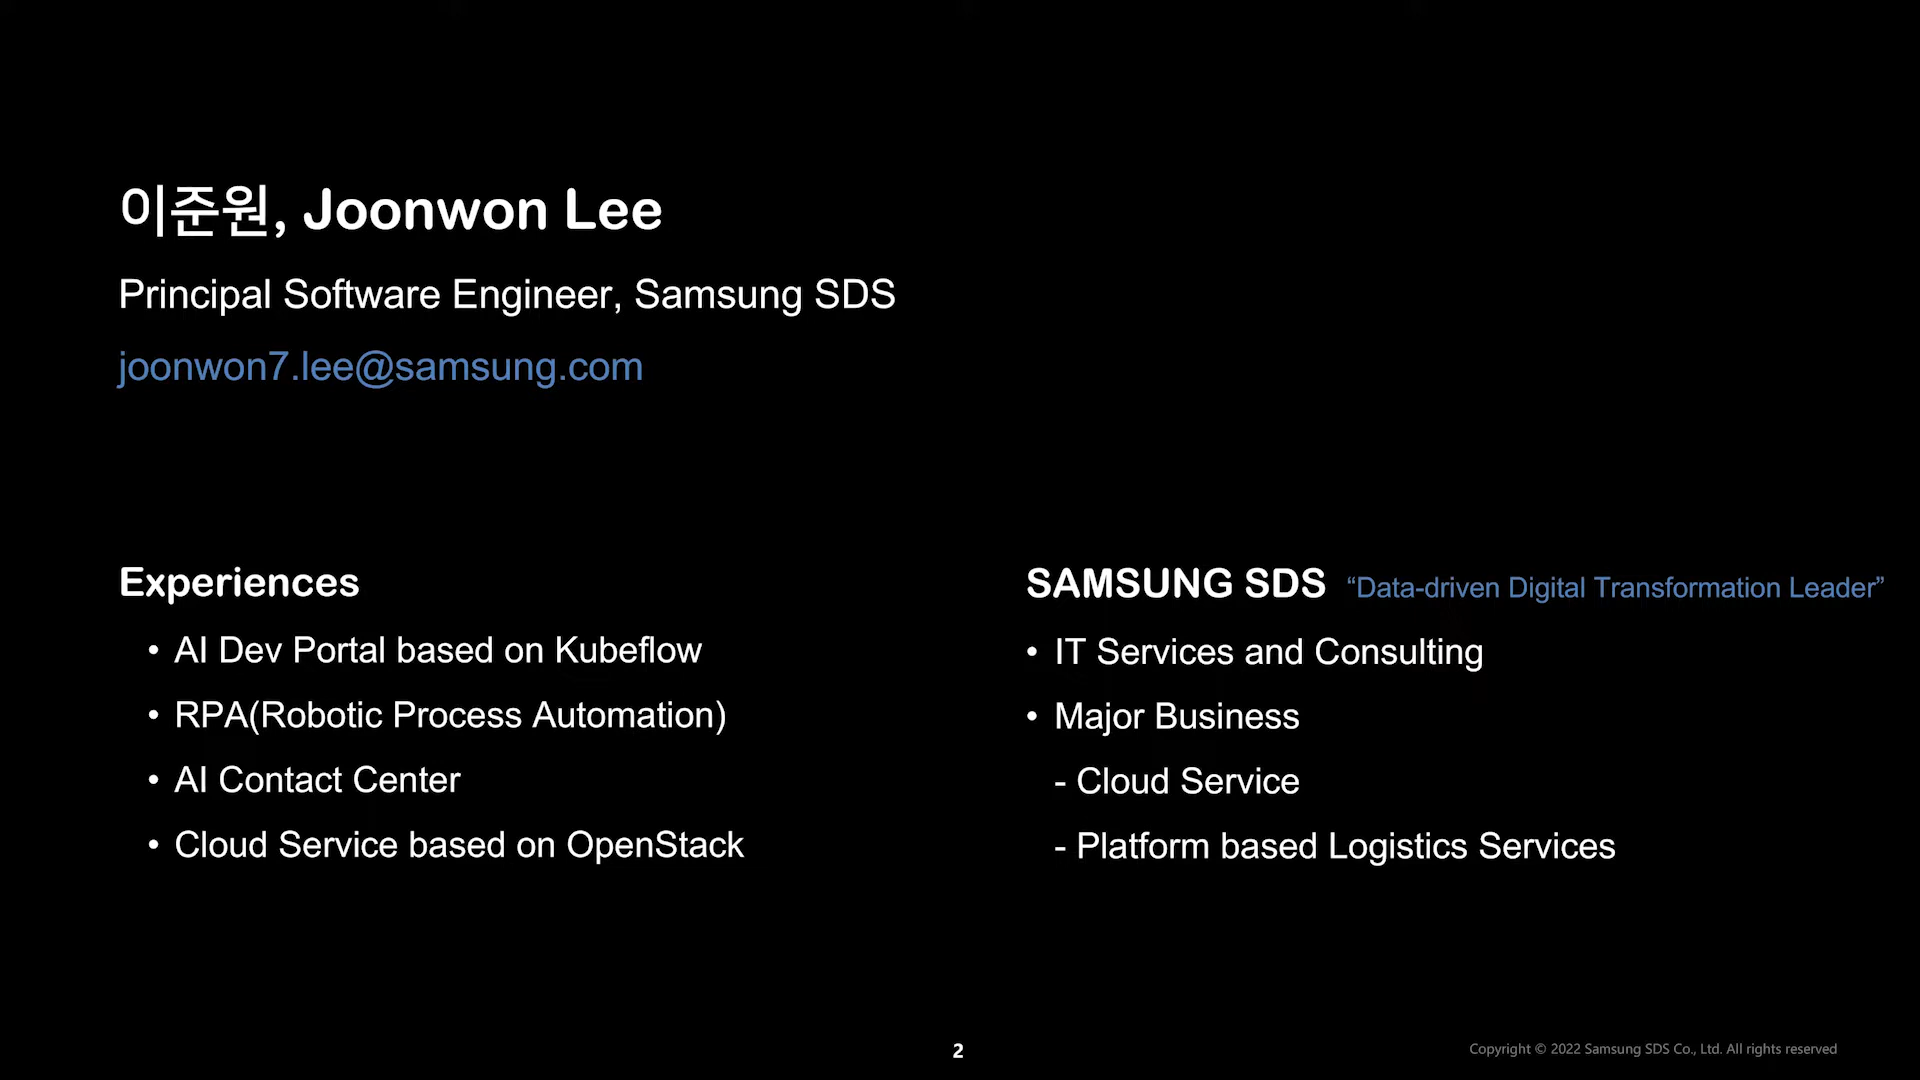 이준원, Joonwon Lee
Principal Software Engineer, Samsung SDS
joonwon7.lee@samsung.com
Experiences
• AI Dev Portal based on Kubeflow
• RPA(Robotic Process Automation)
• AI Contact Center
• Cloud Service based on OpenStack
SAMSUNG SDS “Data-driven Digital Transformation Leader”
• IT Services and Consulting
• Major Business
- Cloud Service
- Platform based Logistics Services
2
Copyright © 2022 Samsung SDS Co., Ltd. All rights reserved